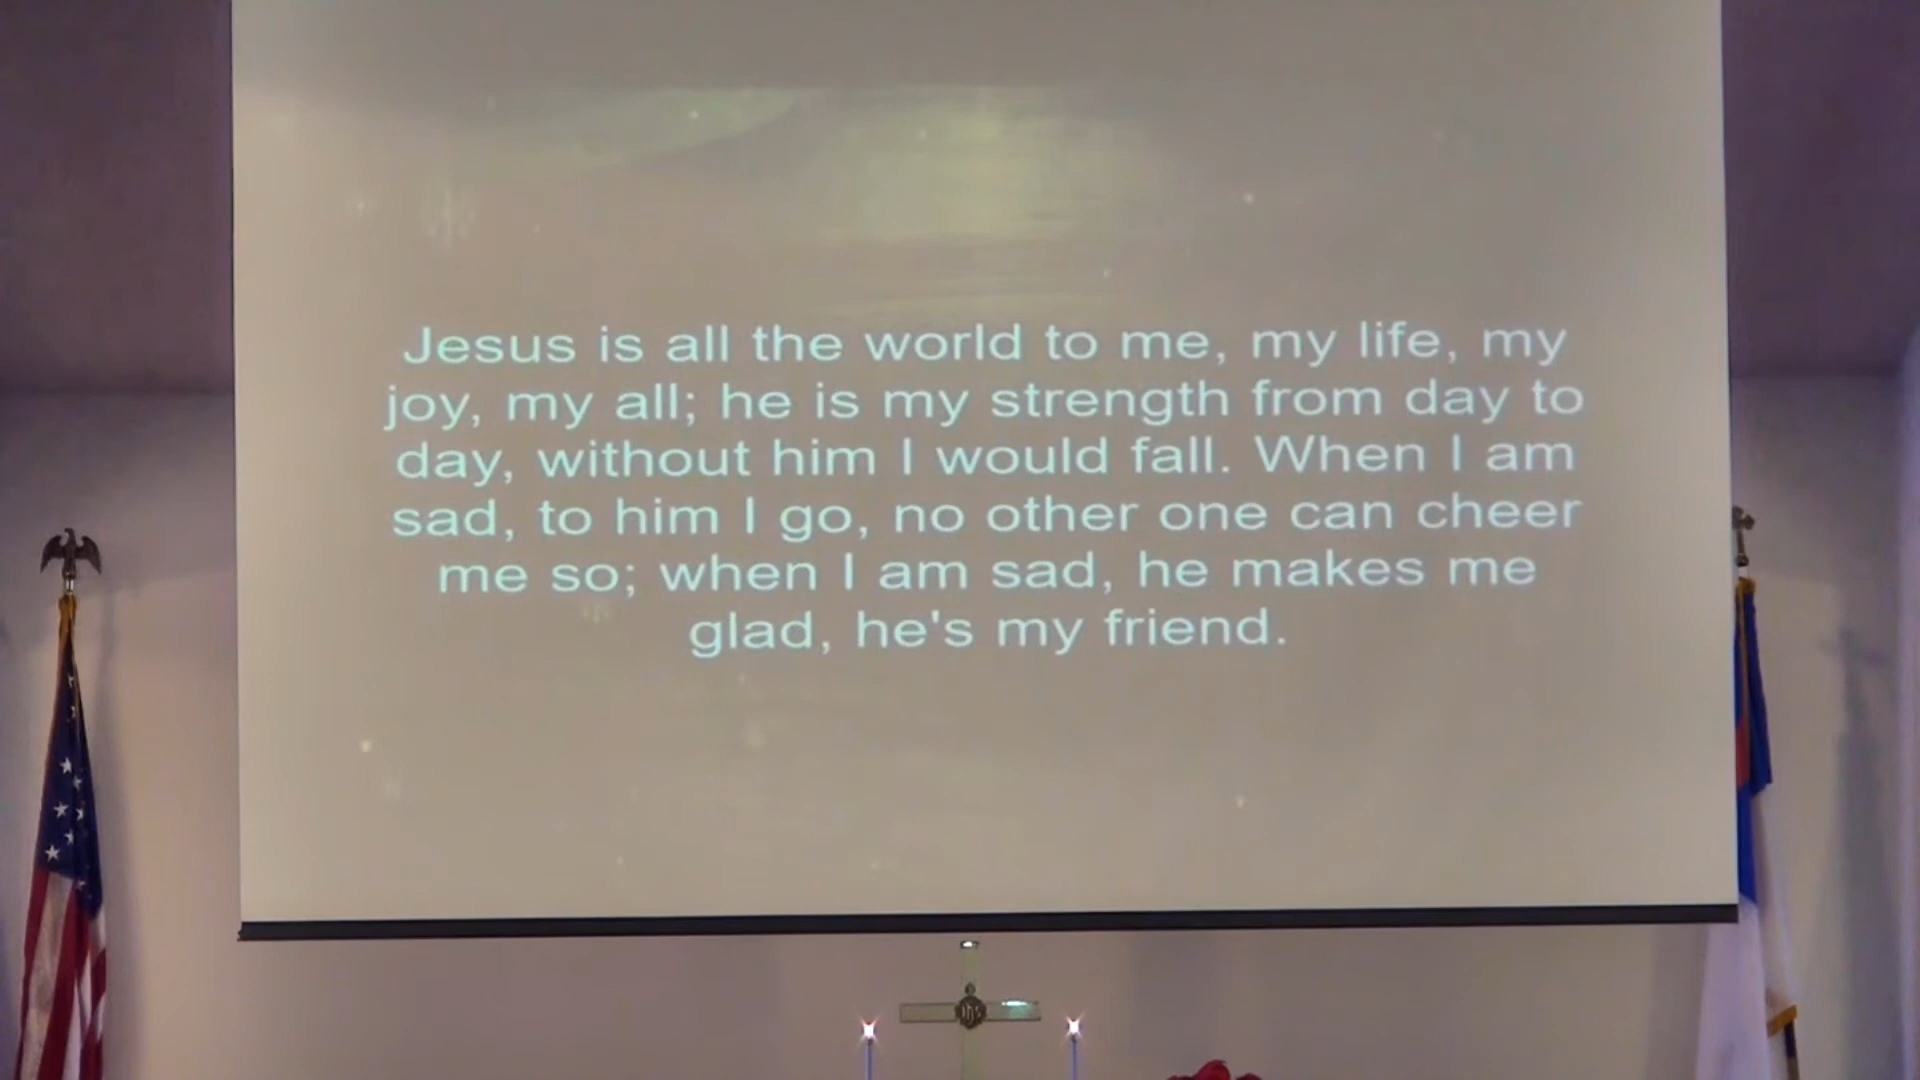 Jesus is all the world to me, my life, my
joy, my all; he is my strength from day to
day, without him I would fall. When I am
sad, to him I go, no other one can cheer
me so; when I am sad, he makes me
glad, he's my friend.